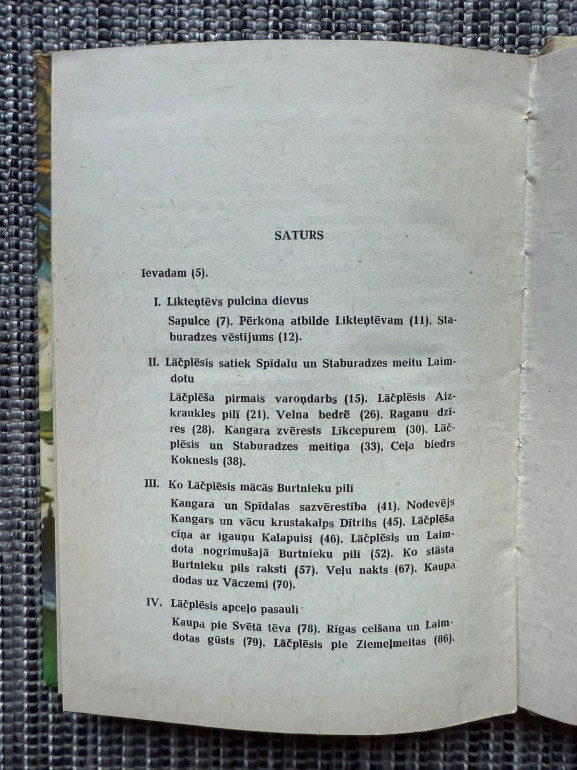 SATURS
Ievadam (5).
I. Likteņtēvs pulcina dievus
Sapulce (7). Pērkona atbilde Likteņtēvam (11). Sta-
buradzes vēstījums (12).
II. Lāčplēsis satiek Spīdalu un Staburadzes meitu Laim-
dotu
Lāčplēša pirmais varoņdarbs (15). Lāčplēsis Aiz-
kraukles pilī (21). Velna bedrē (26). Raganu dzī-
res (28). Kangara zvērests Līkcepurem (30). Lāč-
plēsis un Staburadzes meitiņa (33). Ceļa biedrs
Koknesis (38).
III. Ko Lāčplēsis mācās Burtnieku pilī
Kangara un Spīdalas sazvērestība (41). Nodevējs
Kangars un vācu krustakalps Dītrihs (45). Lāčplēša
cīņa ar igauņu Kalapuisi (46). Lāčplēsis un Laim-
dota nogrimušajā Burtnieku pilī (52). Ko stāsta
Burtnieku pils raksti (57). Veļu nakts (67). Kaupa
dodas uz Vāczemi (70).
IV. Lāčplēsis apceļo pasauli
Kaupa pie Svētā tēva (78). Rīgas celšana un Laim-
dotas gūsts (79). Lāčplēsis pie Ziemeļmeitas (86).